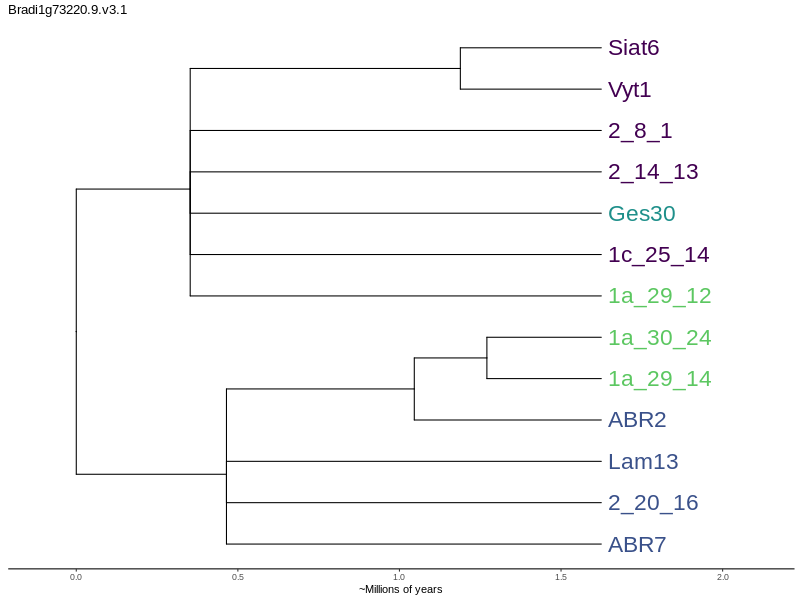 Bradi1g73220.9.v3.1
Siat6
Vyt1
2_8_1
2_14_13
Ges30
1c_25_14
1a_29_12
1a_30_24
1a_29_14
ABR2
Lam13
2_20_16
ABR7
0.0 0.5 1.0 1.5 2.0
~Millions of years